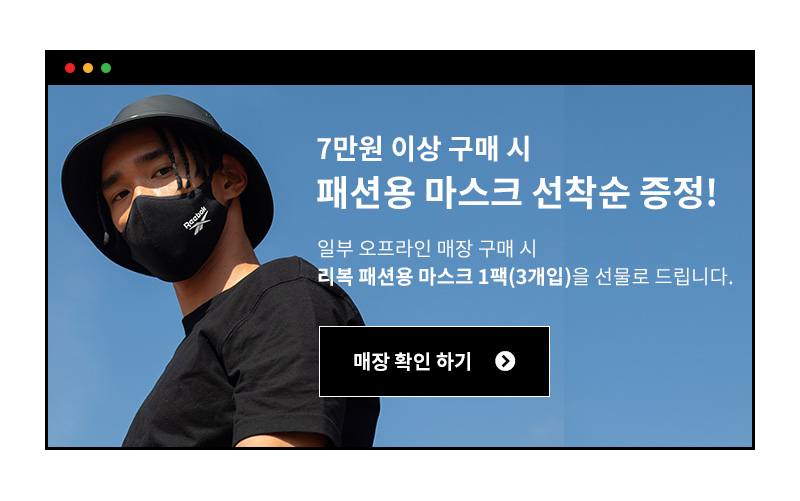 7만원 이상 구매 시
패션용 마스크 선착순 증정!
일부 오프라인 매장 구매 시
리복 패션용 마스크 1팩(3개입)을 선물로 드립니다.
Reebok
매장 확인 하기